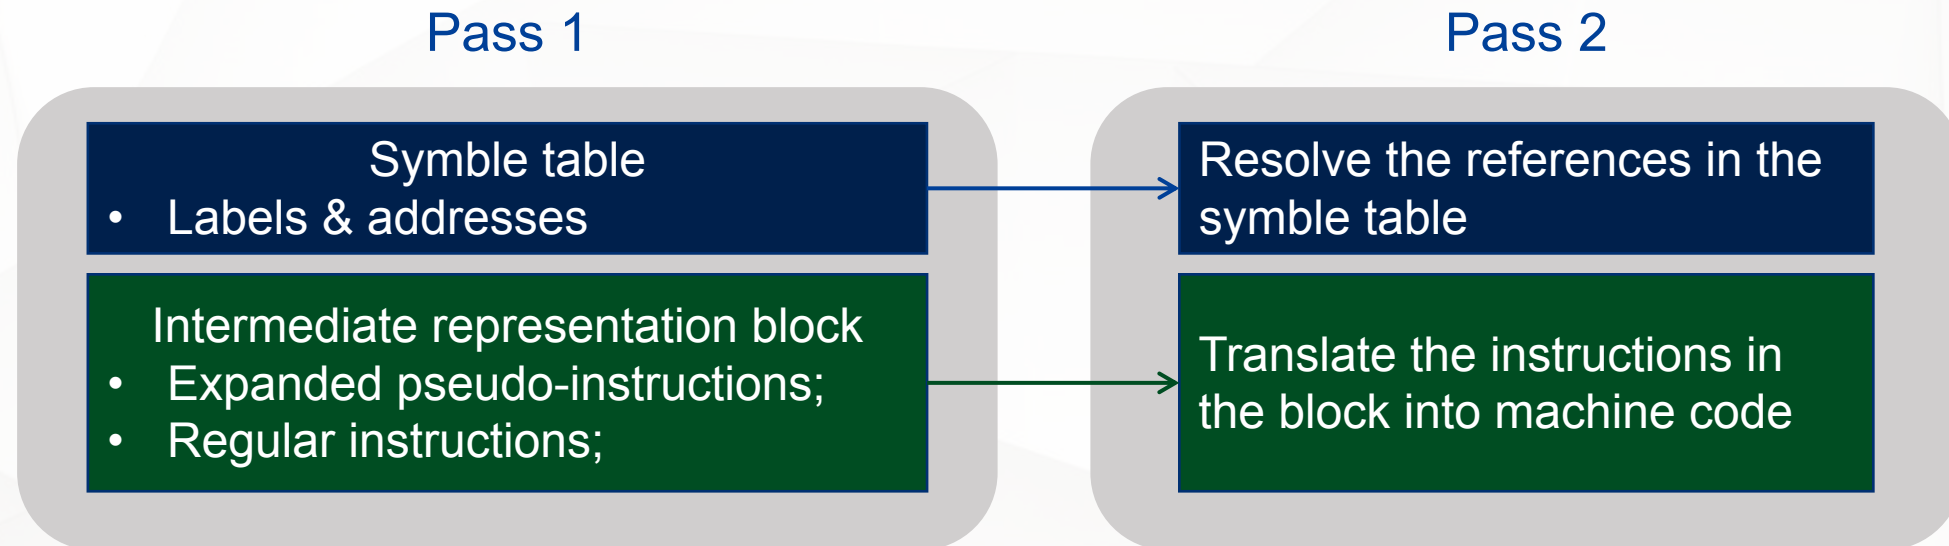 Pass 1
Symble table
• Labels & addresses
Intermediate representation block
• Expanded pseudo-instructions;
• Regular instructions;
Pass 2
Resolve the references in the
symble table
Translate the instructions in
the block into machine code